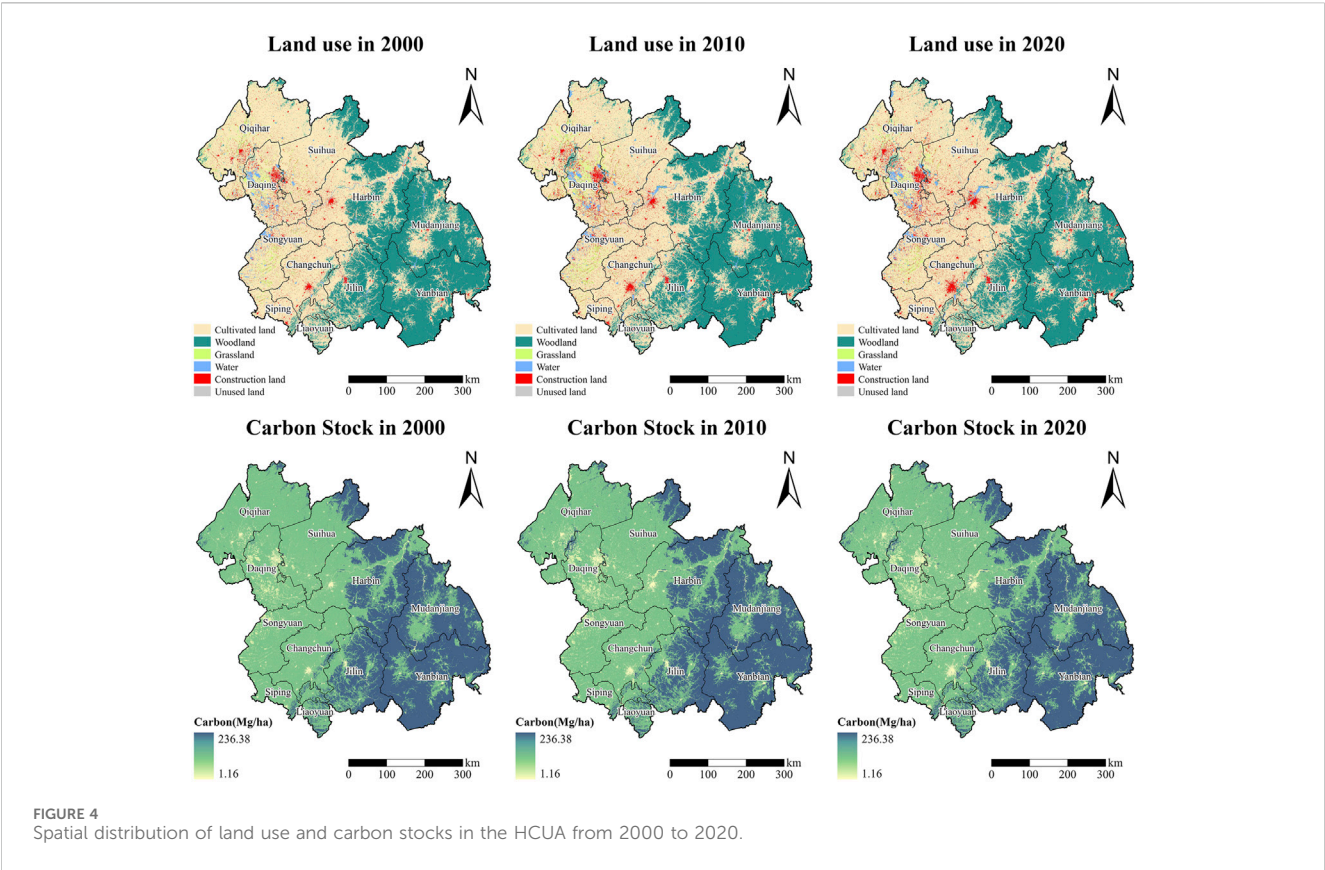 Land use in 2000
N
Qiqihar
Suihua
Daqing
Harbin
Mudanjiang
Songyuan
Changchun
Jilin
Yanbian
Siping
Liaoyuan
Cultivated land
Woodland
Grassland
Water
Construction land
Unused land
km
0 100 200 300
Land use in 2010
N
Qiqihar
Suihua
Daqing
Harbin
Mudanjiang
Songyuan
Changchun
Jilin
Yanbian
Siping
Liaoyuan
Cultivated land
Woodland
Grassland
Water
Construction land
Unused land
km
0 100 200 300
Land use in 2020
N
Qiqihar
Suihua
Daqing
Harbin
Mudanjiang
Songyuan
Changchun
Jilin
Yanbian
Siping
Liaoyuan
Cultivated land
Woodland
Grassland
Water
Construction land
Unused land
km
0 100 200 300
Carbon Stock in 2000
N
Qiqihar
Suihua
Daqing
Harbin
Mudanjiang
Songyuan
Changchun
Jilin
Yanbian
Siping
Liaoyuan
Carbon(Mg/ha)
236.38
1.16
km
0 100 200 300
Carbon Stock in 2010
N
Qiqihar
Suihua
Daqing
Harbin
Mudanjiang
Songyuan
Changchun
Jilin
Yanbian
Siping
Liaoyuan
Carbon(Mg/ha)
236.38
1.16
km
0 100 200 300
Carbon Stock in 2020
N
Qiqihar
Suihua
Daqing
Harbin
Mudanjiang
Songyuan
Changchun
Jilin
Yanbian
Siping
Liaoyuan
Carbon(Mg/ha)
236.38
1.16
km
0 100 200 300
FIGURE 4
Spatial distribution of land use and carbon stocks in the HCUA from 2000 to 2020.